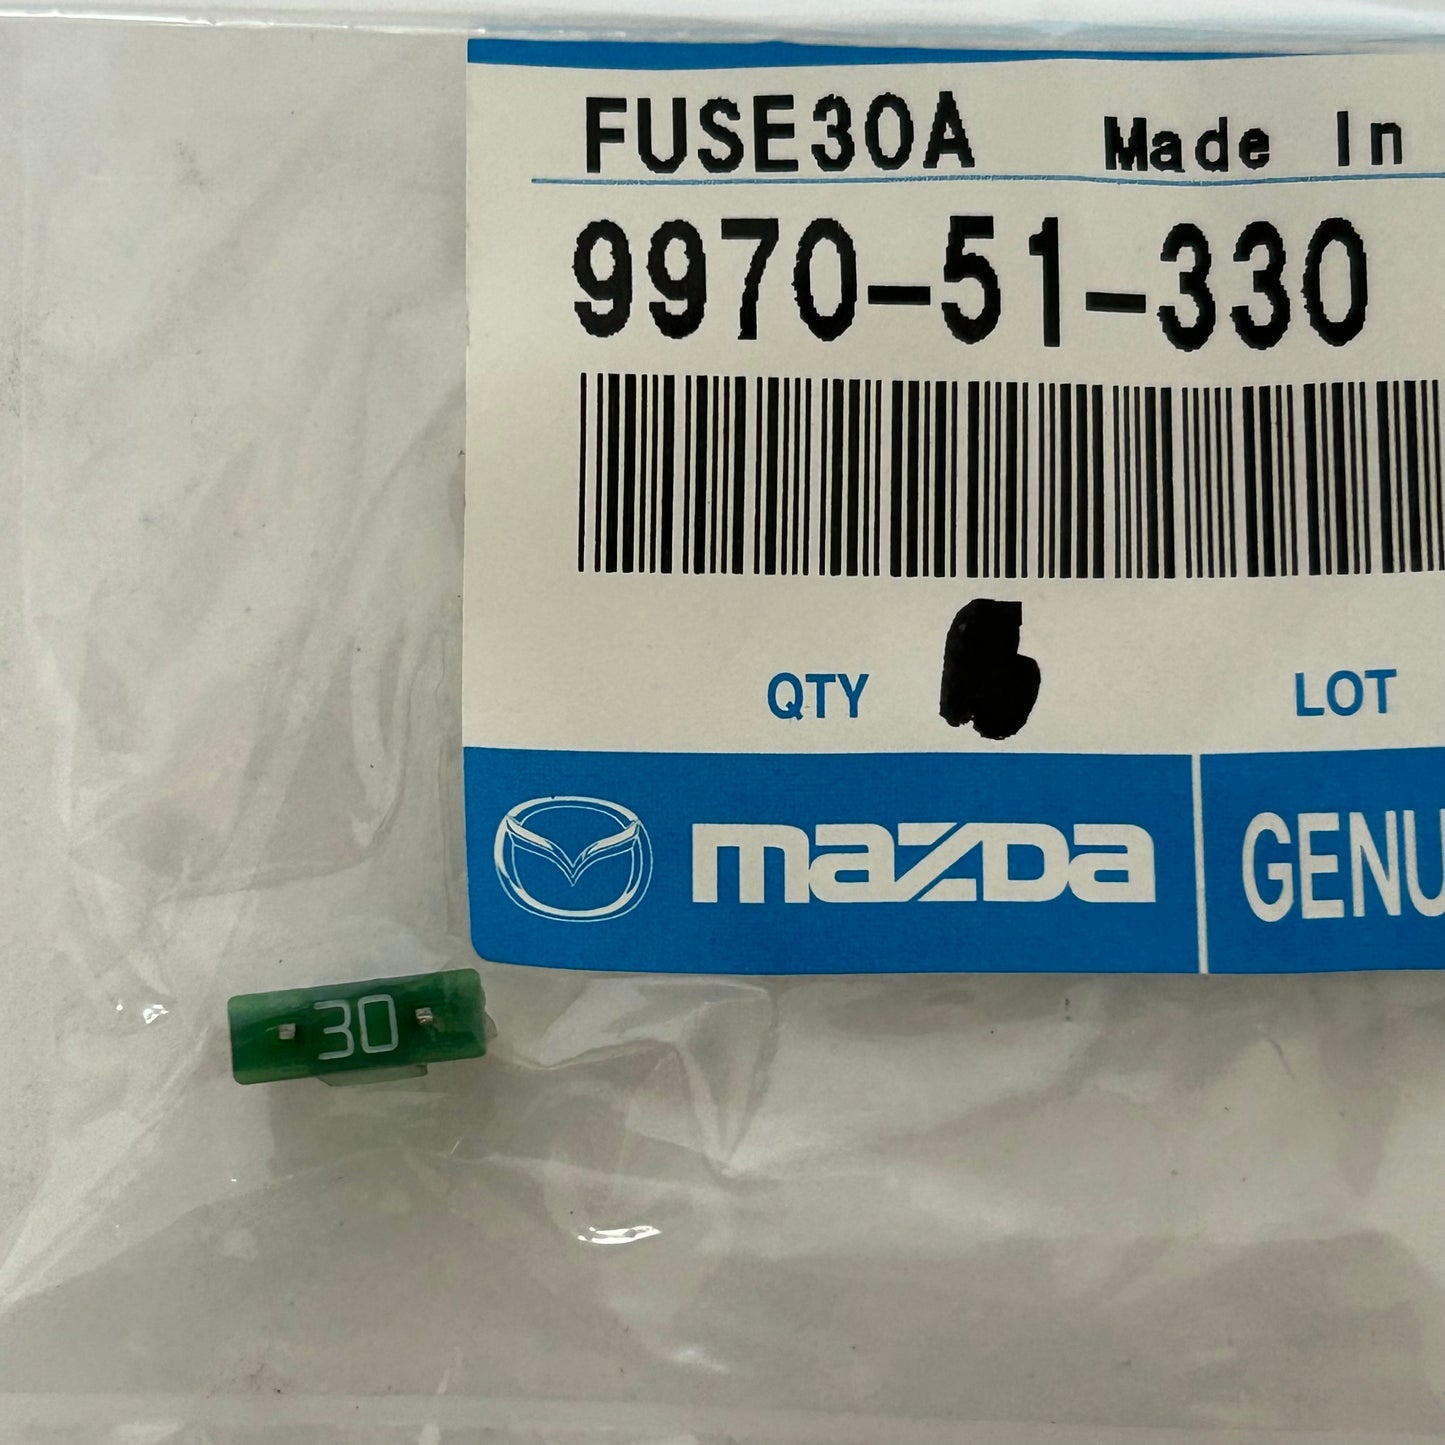 FUSE30A Made In
9970-51-330
QTY LOT
mazda GENU
30